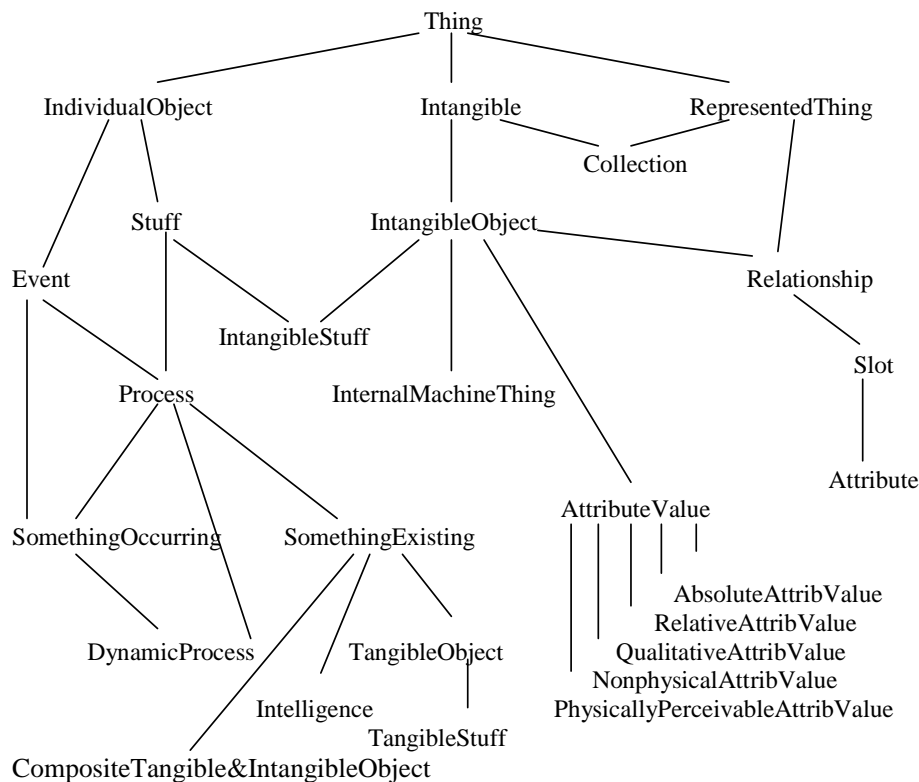 Thing
IndividualObject
Intangible
RepresentedThing
Collection
Stuff
IntangibleObject
Event
Relationship
IntangibleStuff
Slot
Process
InternalMachineThing
Attribute
AttributeValue
SomethingOccurring
SomethingExisting
AbsoluteAttribValue
RelativeAttribValue
DynamicProcess
TangibleObject
QualitativeAttribValue
NonphysicalAttribValue
Intelligence
PhysicallyPerceivableAttribValue
TangibleStuff
CompositeTangible&IntangibleObject